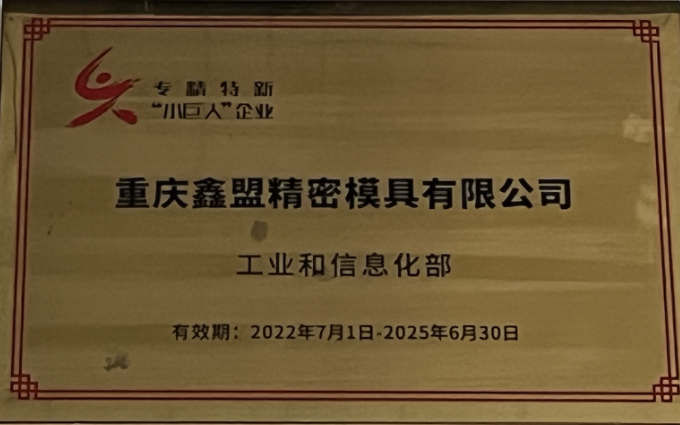 专精特新
“小巨人”企业
重庆鑫盟精密模具有限公司
工业和信息化部
有效期：2022年7月1日-2025年6月30日